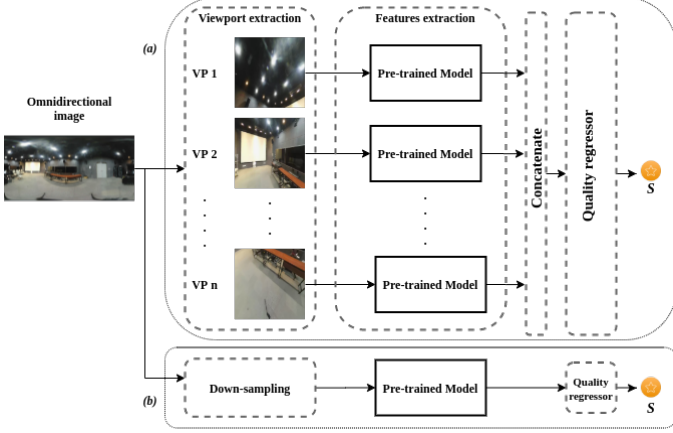 Viewport extraction
Features extraction
(a)
VP 1
Pre-trained Model
Omnidirectional
image
VP 2
Pre-trained Model
Concatenate
Quality regressor
S
VP n
Pre-trained Model
Down-sampling
Pre-trained Model
Quality
regressor
(b)
S